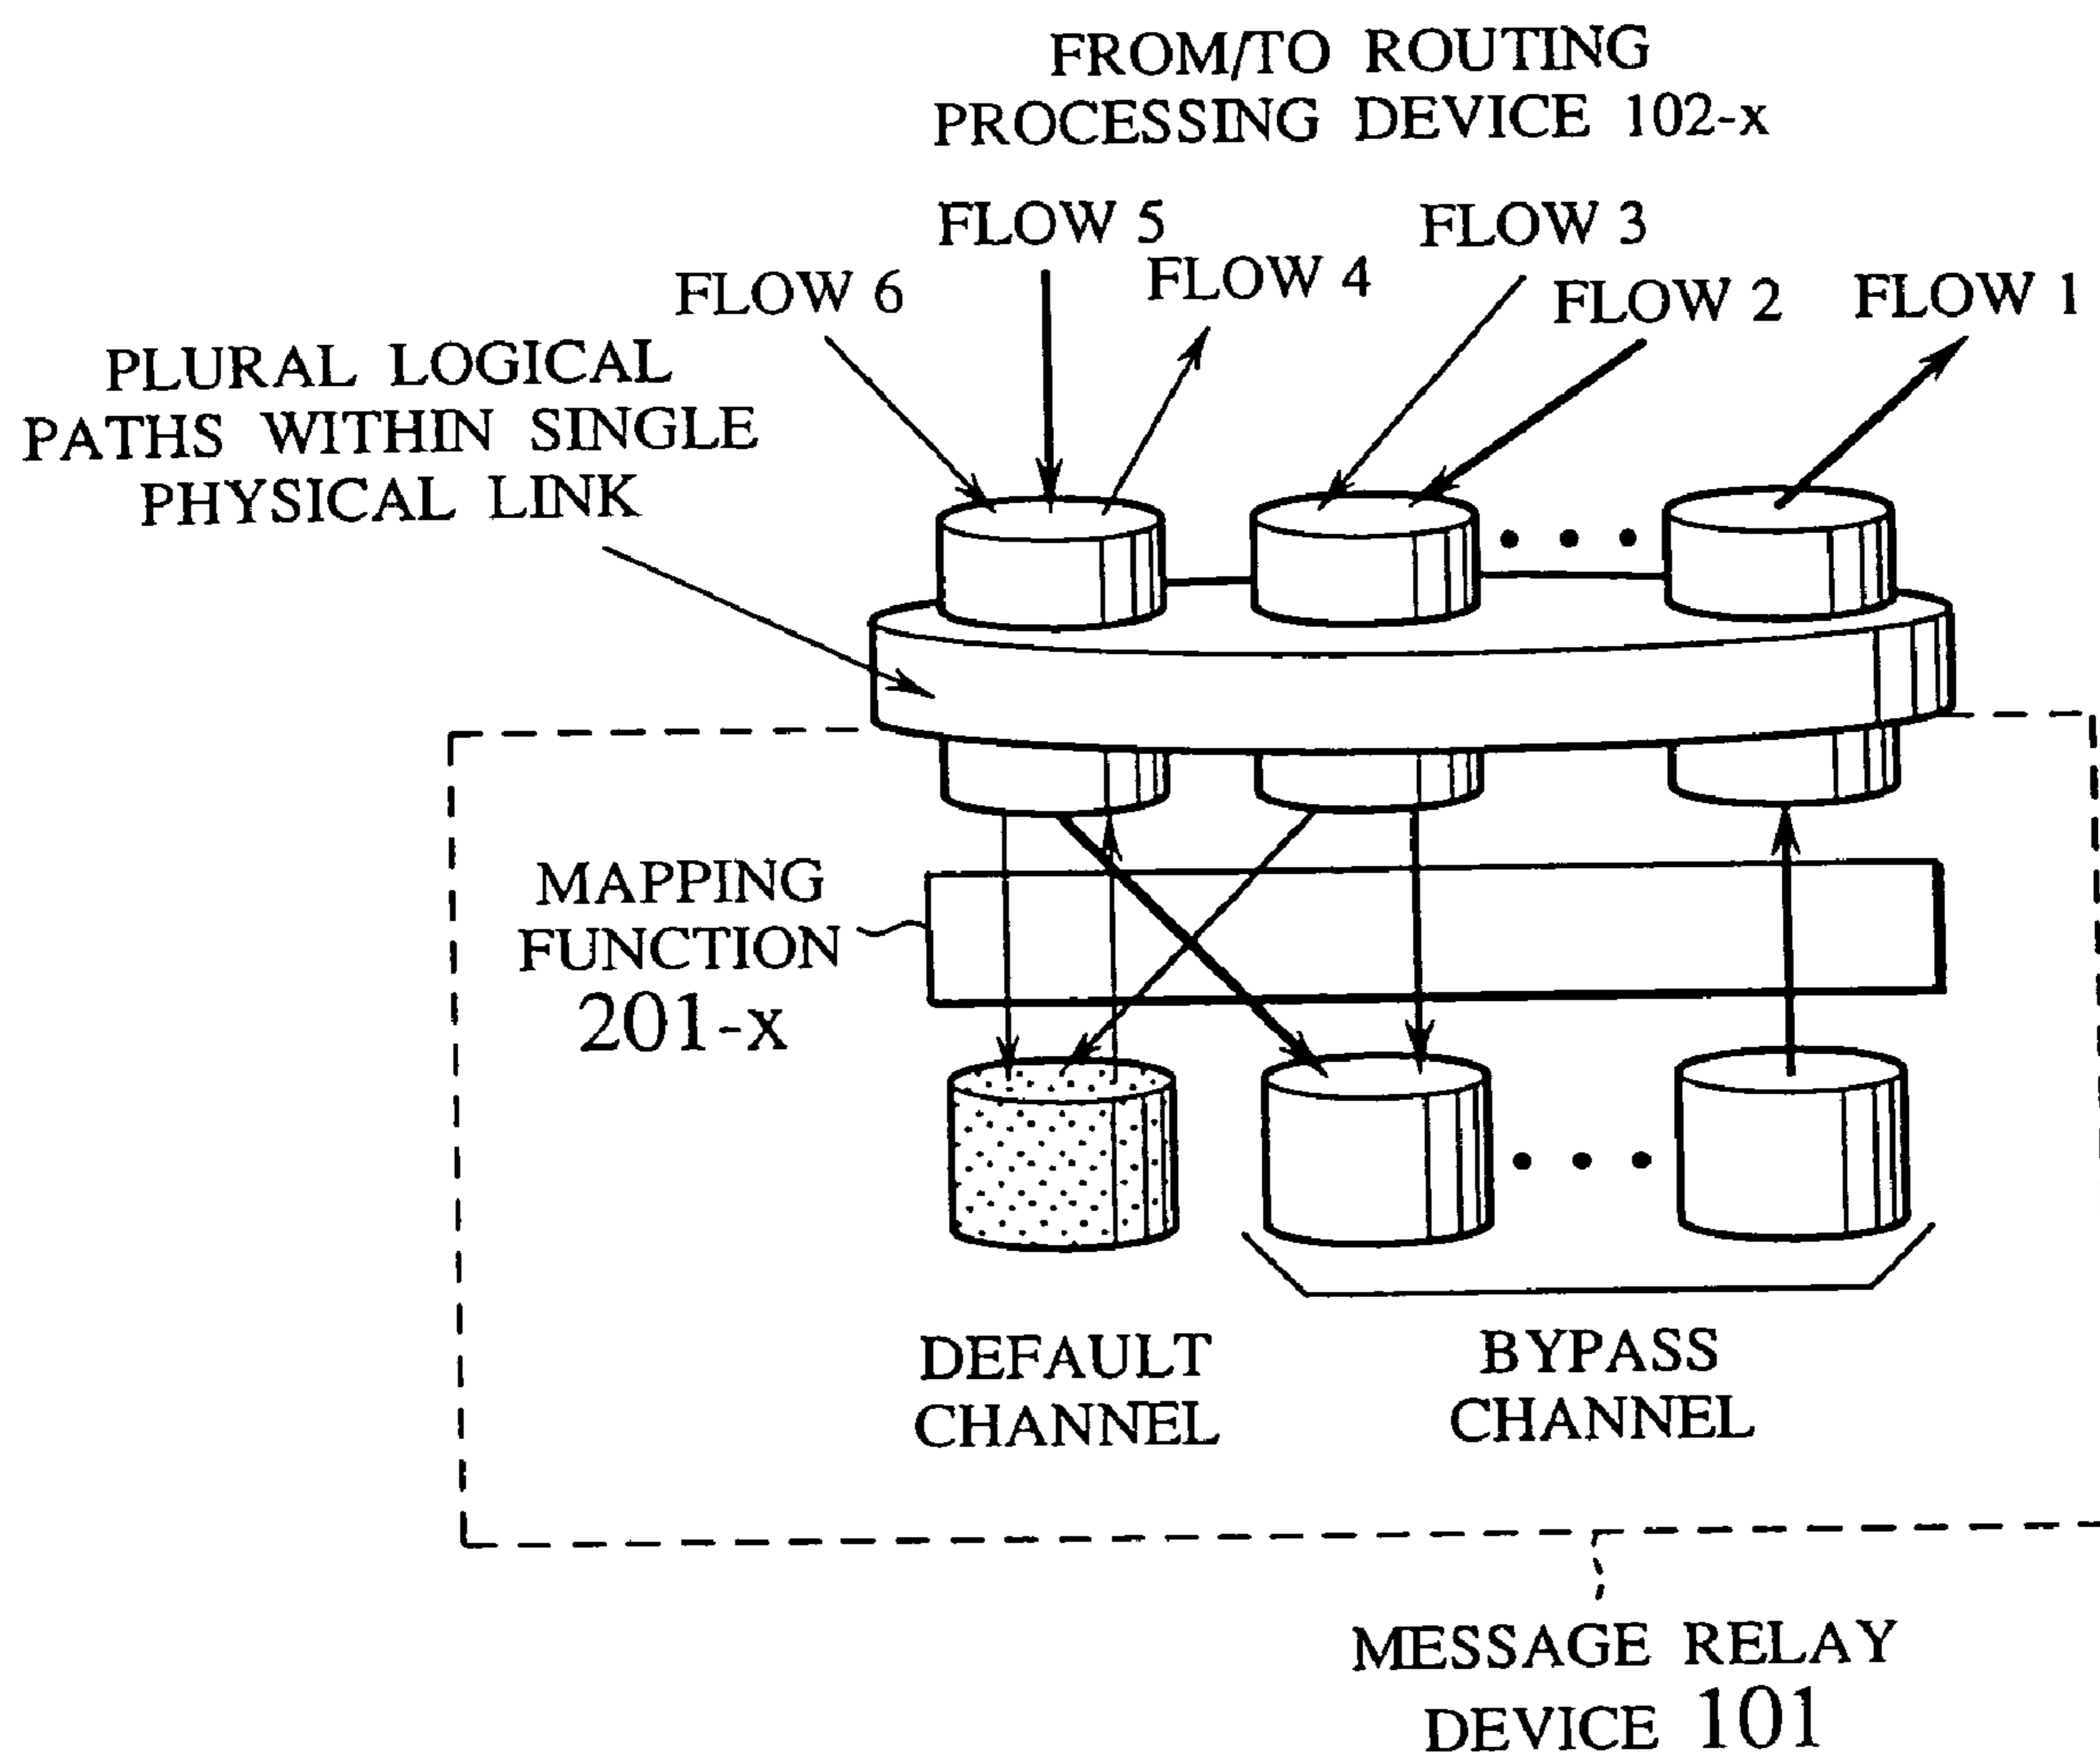 FROM/TO ROUTING
PROCESSING DEVICE 102-x
FLOW 5
FLOW 3
FLOW 4
FLOW 6
FLOW 2
FLOW 1
PLURAL LOGICAL
PATHS WITHIN SINGLE
PHYSICAL LINK
MAPPING
FUNCTION
201-x
DEFAULT
CHANNEL
BYPASS
CHANNEL
MESSAGE RELAY
DEVICE 101